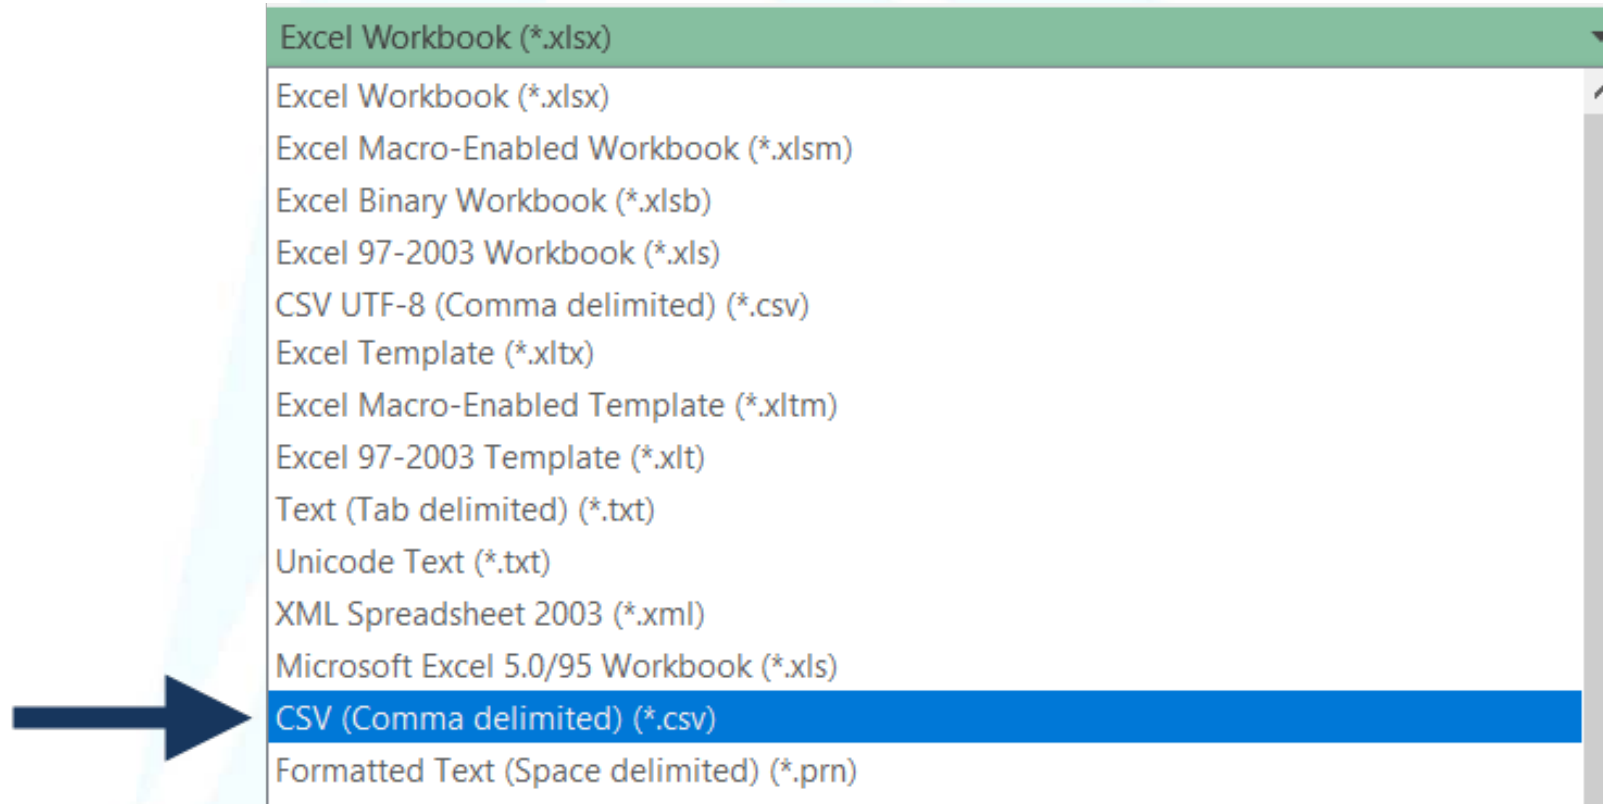 Excel Workbook (*.xlsx)
Excel Workbook (*.xlsx)
Excel Macro-Enabled Workbook (*.xlsm)
Excel Binary Workbook (*.xlsb)
Excel 97-2003 Workbook (*.xls)
CSV UTF-8 (Comma delimited) (*.csv)
Excel Template (*.xltx)
Excel Macro-Enabled Template (*.xltm)
Excel 97-2003 Template (*.xlt)
Text (Tab delimited) (*.txt)
Unicode Text (*.txt)
XML Spreadsheet 2003 (*.xml)
Microsoft Excel 5.0/95 Workbook (*.xls)
CSV (Comma delimited) (*.csv)
Formatted Text (Space delimited) (*.prn)